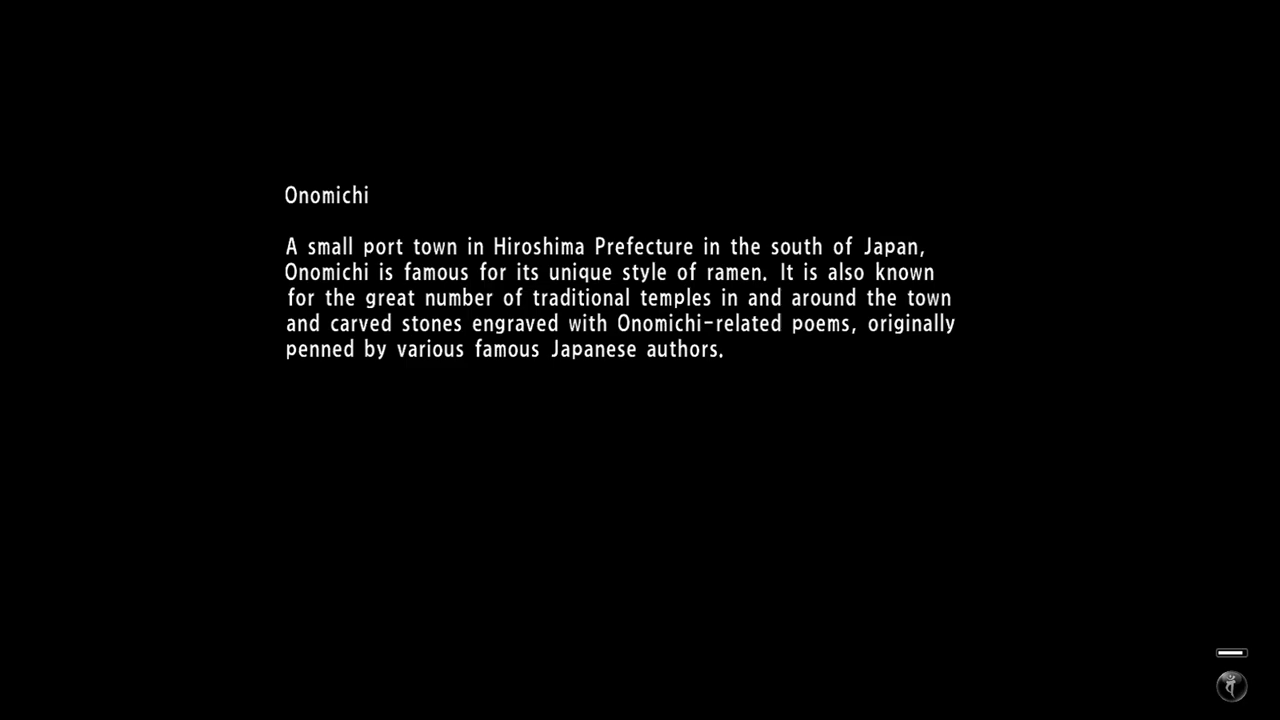 Onomichi
A small port town in Hiroshima Prefecture in the south of Japan,
Onomichi is famous for its unique style of ramen. It is also known
for the great number of traditional temples in and around the town
and carved stones engraved with Onomichi-related poems, originally
penned by various famous Japanese authors.